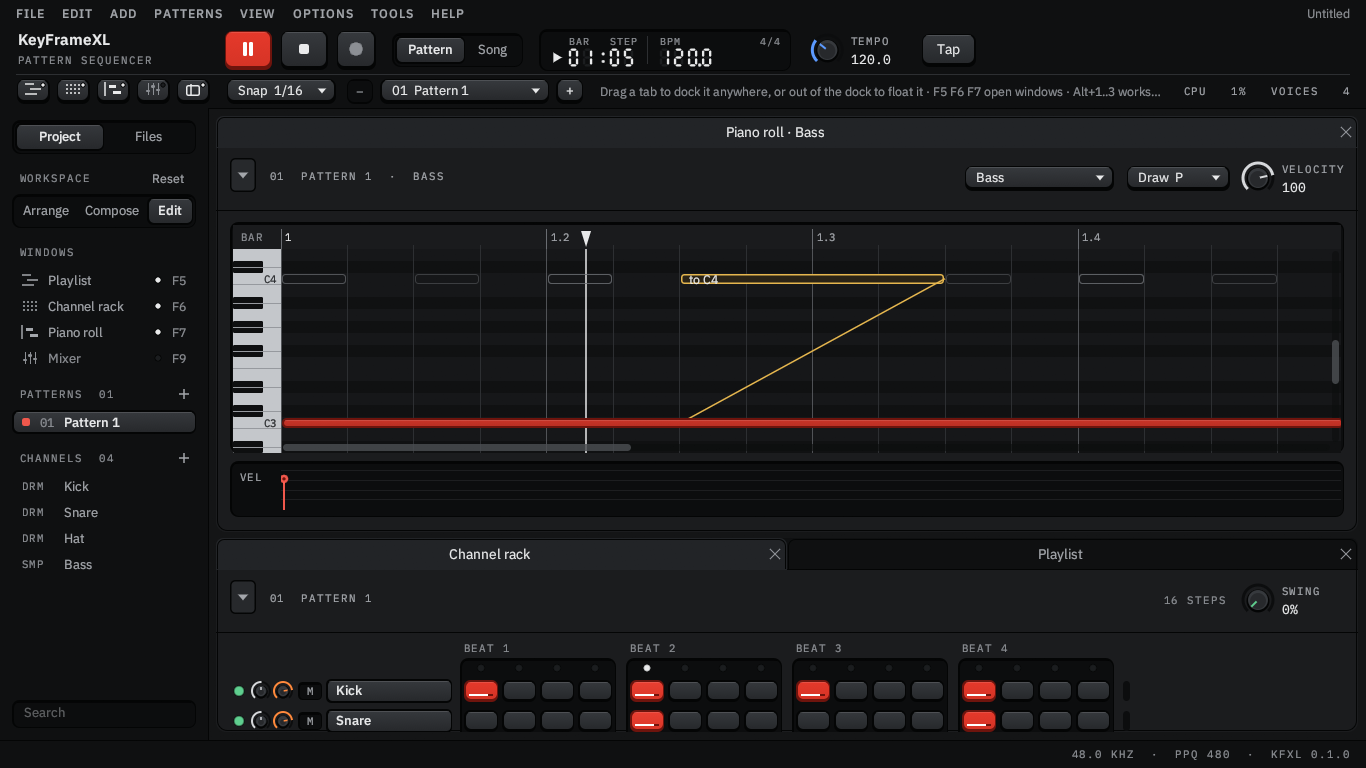 FILE EDIT ADD PATTERNS VIEW OPTIONS TOOLS HELP Untitled
KeyFrameXL
PATTERN SEQUENCER
Pattern Song
BAR STEP BPM 4/4
01:05 120.0
TEMPO
120.0
Tap
Snap 1/16 − 01 Pattern 1 + Drag a tab to dock it anywhere, or out of the dock to float it · F5 F6 F7 open windows · Alt+1..3 works… CPU 1% VOICES 4
Project Files
WORKSPACE Reset
Arrange Compose Edit
WINDOWS
Playlist F5
Channel rack F6
Piano roll F7
Mixer F9
PATTERNS 01 +
01 Pattern 1
CHANNELS 04 +
DRM Kick
DRM Snare
DRM Hat
SMP Bass
Search
Piano roll · Bass
01 PATTERN 1 · BASS
Bass Draw P
VELOCITY
100
BAR 1 1.2 1.3 1.4
C4 to C4
C3
VEL
Channel rack Playlist
01 PATTERN 1
16 STEPS
SWING
0%
BEAT 1 BEAT 2 BEAT 3 BEAT 4
M Kick
M Snare
48.0 KHZ · PPQ 480 · KFXL 0.1.0